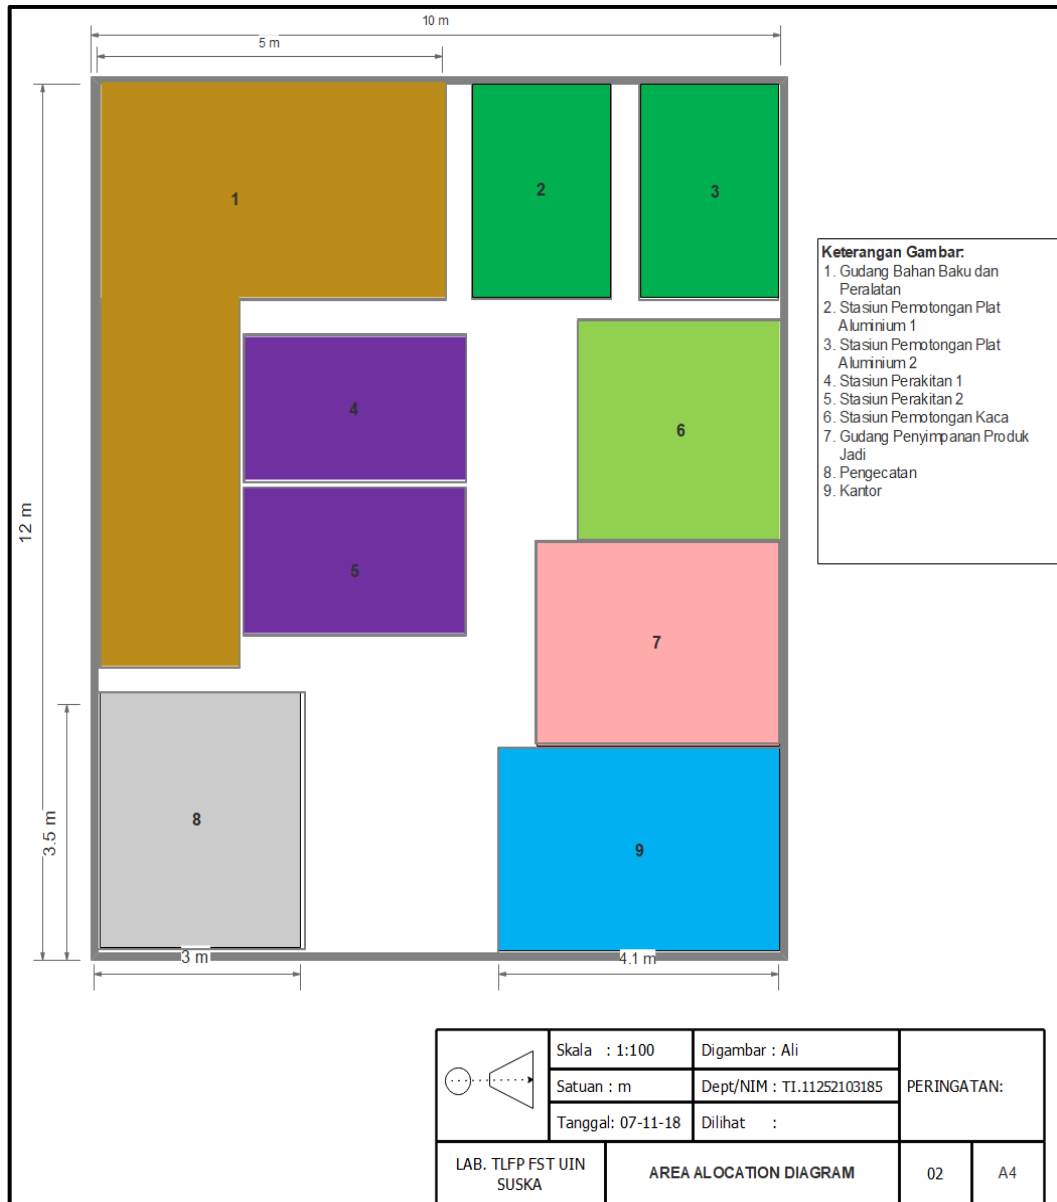 10 m
5 m
1
2
3
Keterangan Gambar:
1. Gudang Bahan Baku dan
Peralatan
2. Stasiun Pemotongan Plat
Aluminium 1
3. Stasiun Pemotongan Plat
Aluminium 2
4. Stasiun Perakitan 1
5. Stasiun Perakitan 2
6. Stasiun Pemotongan Kaca
7. Gudang Penyimpanan Produk
Jadi
8. Pengecatan
9. Kantor
4
6
12 m
5
7
3.5 m
8
9
3 m
4.1 m
Skala : 1:100
Digambar : Ali
Satuan : m
Dept/NIM : TI.11252103185
PERINGATAN:
Tanggal: 07-11-18
Dilihat :
LAB. TLFP FST UIN
SUSKA
AREA ALOCATION DIAGRAM
02
A4